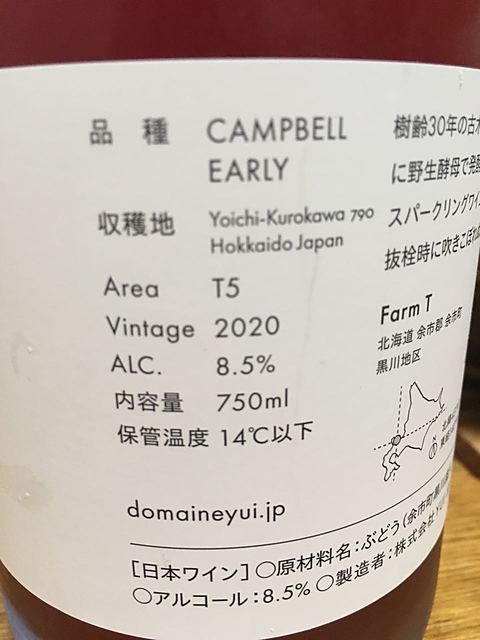 品 種 CAMPBELL EARLY
収穫地 Yoichi-Kurokawa 790
Hokkaido Japan
Area T5
Vintage 2020
ALC. 8.5%
内容量 750ml
保管温度 14℃以下
domaineyui.jp
樹齢30年の古木
に野生酵母で発酵
スパークリングワイン
抜栓時に吹きこぼれ
Farm T
北海道 余市郡 余市町
黒川地区
[日本ワイン] ○原材料名:ぶどう(余市町
○アルコール:8.5% ○製造者:株式会社